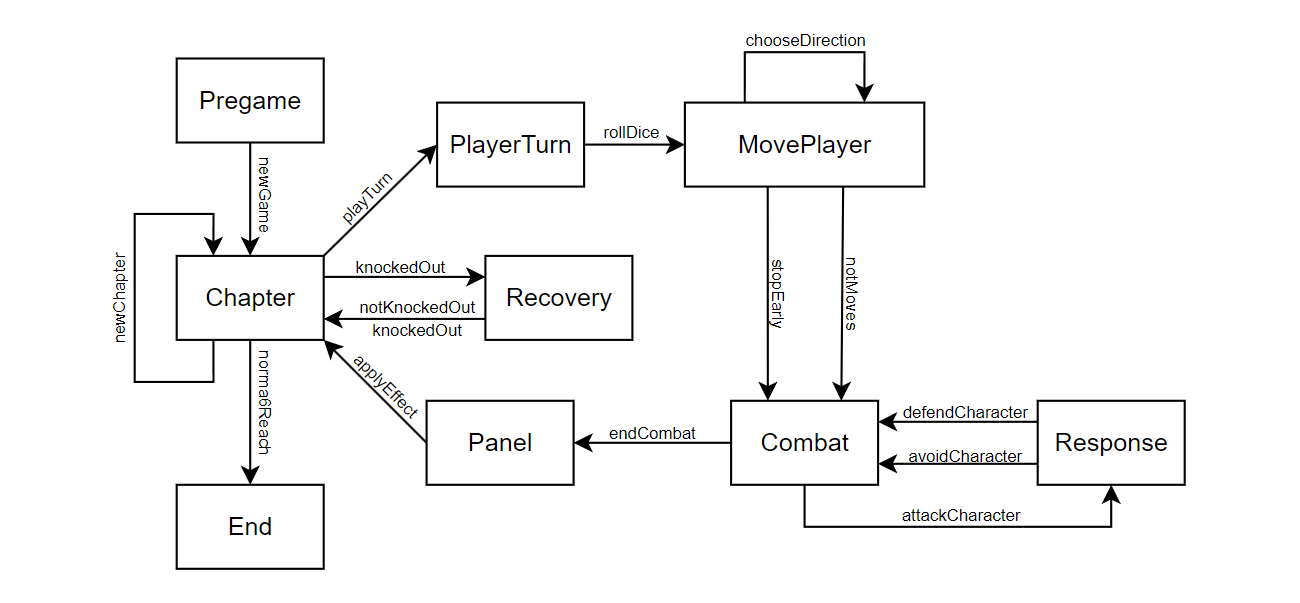 chooseDirection
Pregame
PlayerTurn
rollDice
MovePlayer
newGame
playTurn
newChapter
Chapter
knockedOut
Recovery
notKnockedOut
knockedOut
stopEarly
notMoves
norma6Reach
applyEffect
Panel
endCombat
Combat
defendCharacter
avoidCharacter
Response
attackCharacter
End